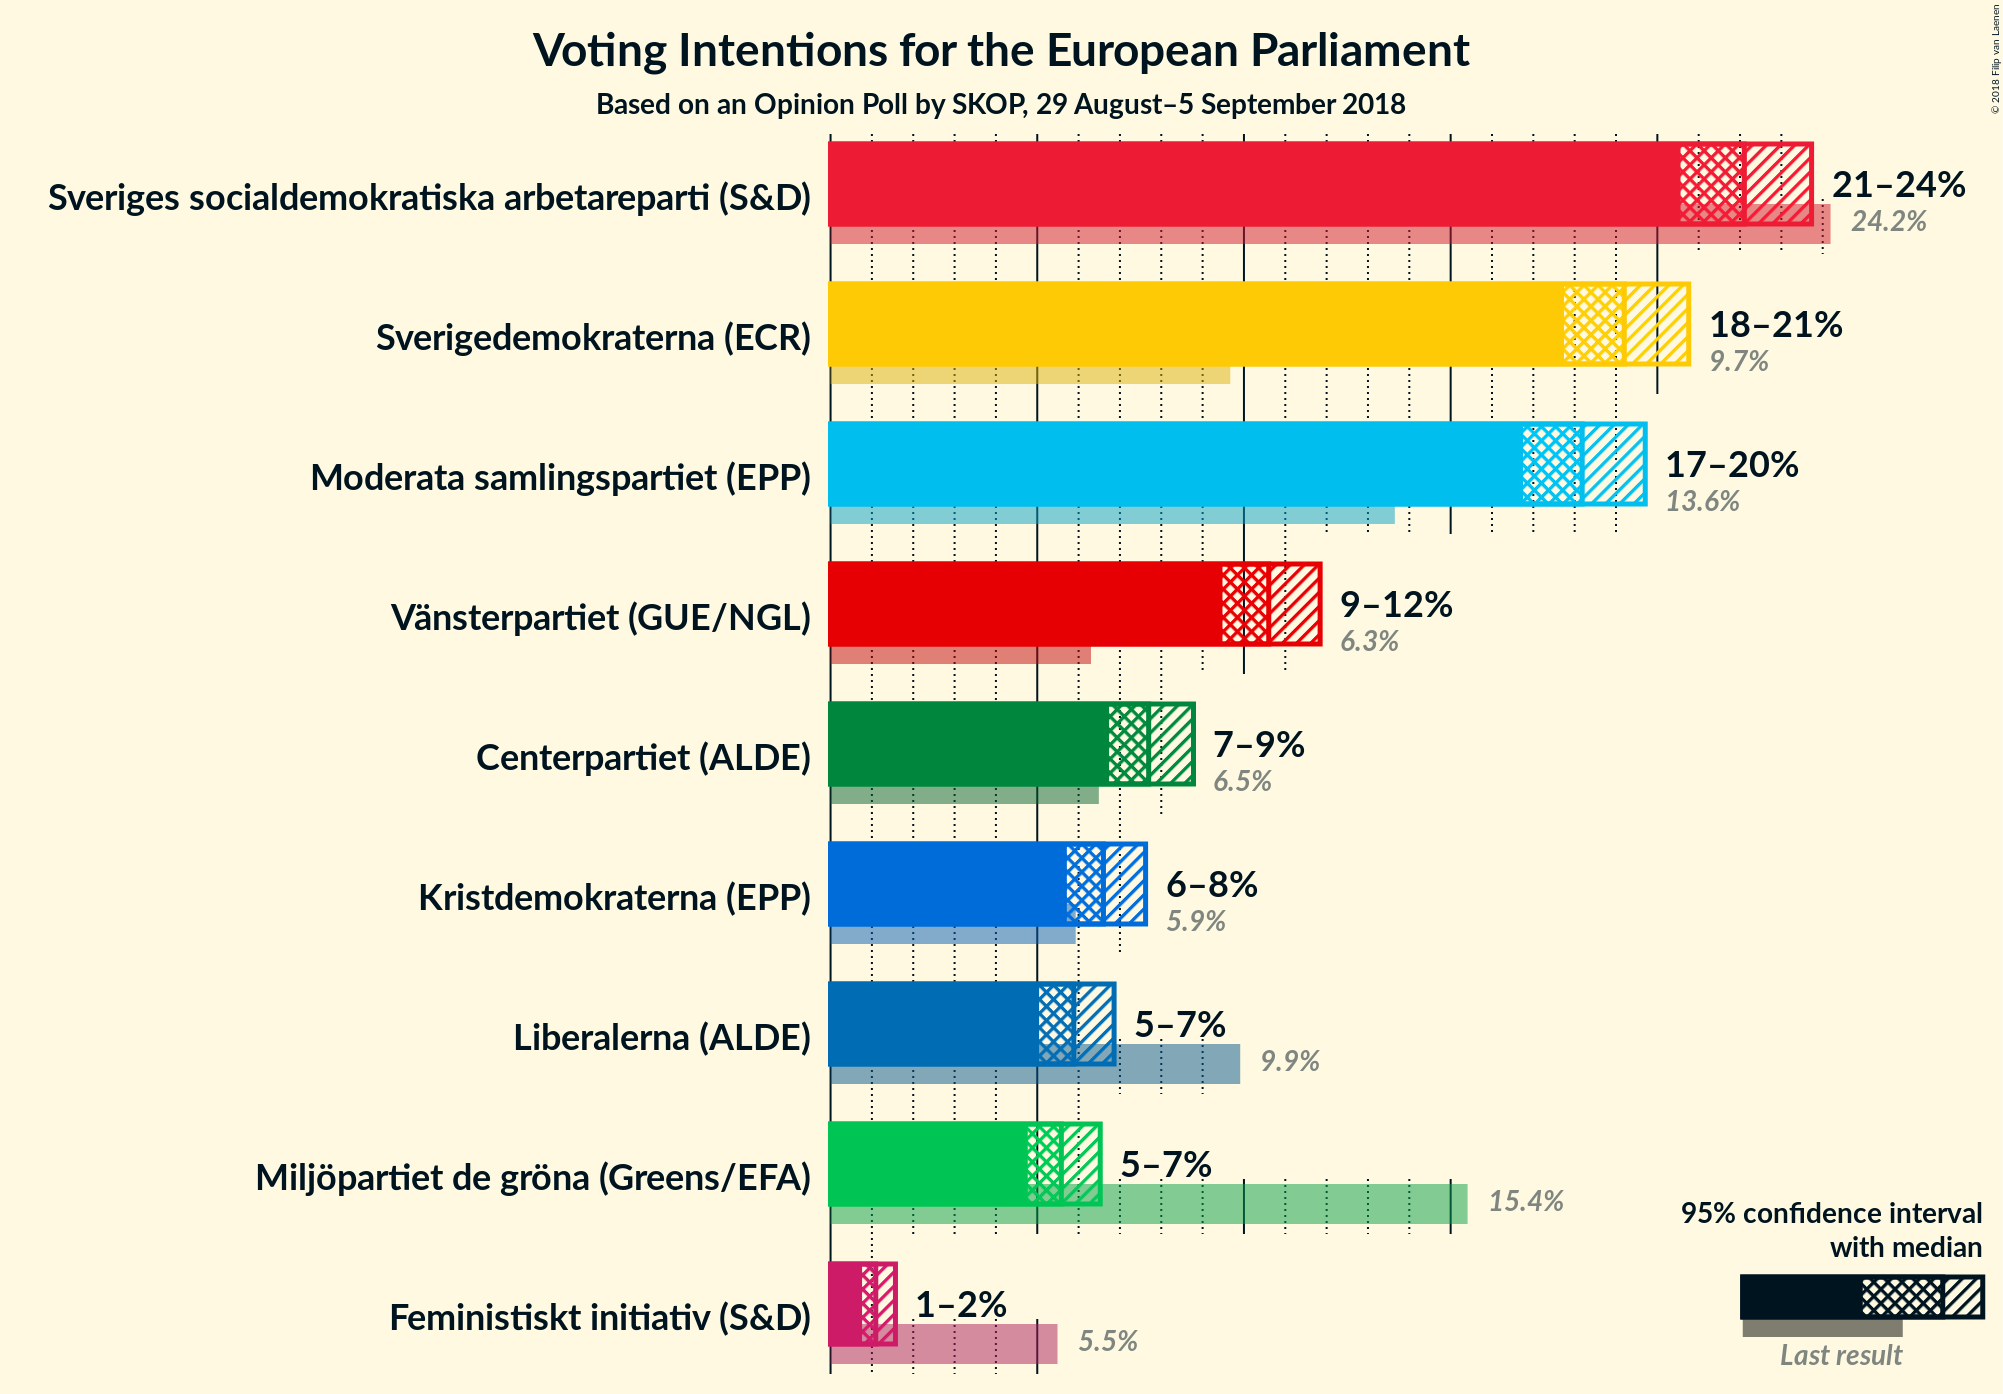 Voting Intentions for the European Parliament
Based on an Opinion Poll by SKOP, 29 August–5 September 2018
© 2018 Filip van Laenen
Sveriges socialdemokratiska arbetareparti (S&D)
21–24%
24.2%
Sverigedemokraterna (ECR)
18–21%
9.7%
Moderata samlingspartiet (EPP)
17–20%
13.6%
Vänsterpartiet (GUE/NGL)
9–12%
6.3%
Centerpartiet (ALDE)
7–9%
6.5%
Kristdemokraterna (EPP)
6–8%
5.9%
Liberalerna (ALDE)
5–7%
9.9%
Miljöpartiet de gröna (Greens/EFA)
5–7%
15.4%
Feministiskt initiativ (S&D)
1–2%
5.5%
95% confidence interval
with median
Last result